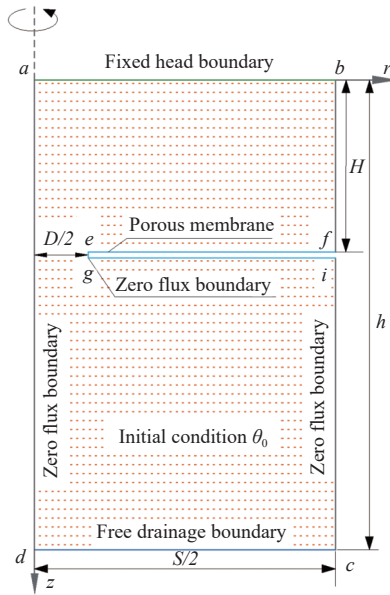 a
Fixed head boundary
b
r
H
D/2
e
Porous membrane
f
g
Zero flux boundary
i
h
Zero flux boundary
Initial condition θ₀
Zero flux boundary
Free drainage boundary
d
S/2
c
z